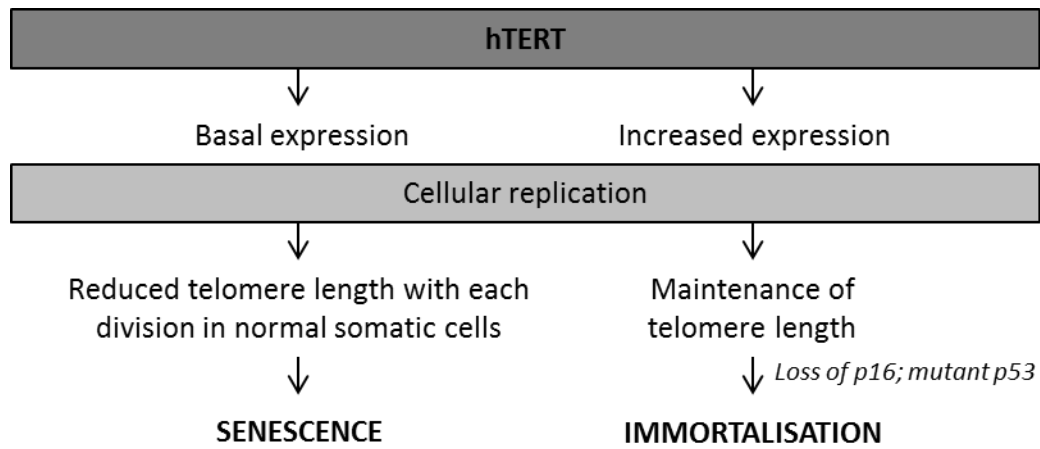 hTERT
Basal expression
Increased expression
Cellular replication
Reduced telomere length with each
division in normal somatic cells
Maintenance of
telomere length
Loss of p16; mutant p53
SENESCENCE
IMMORTALISATION